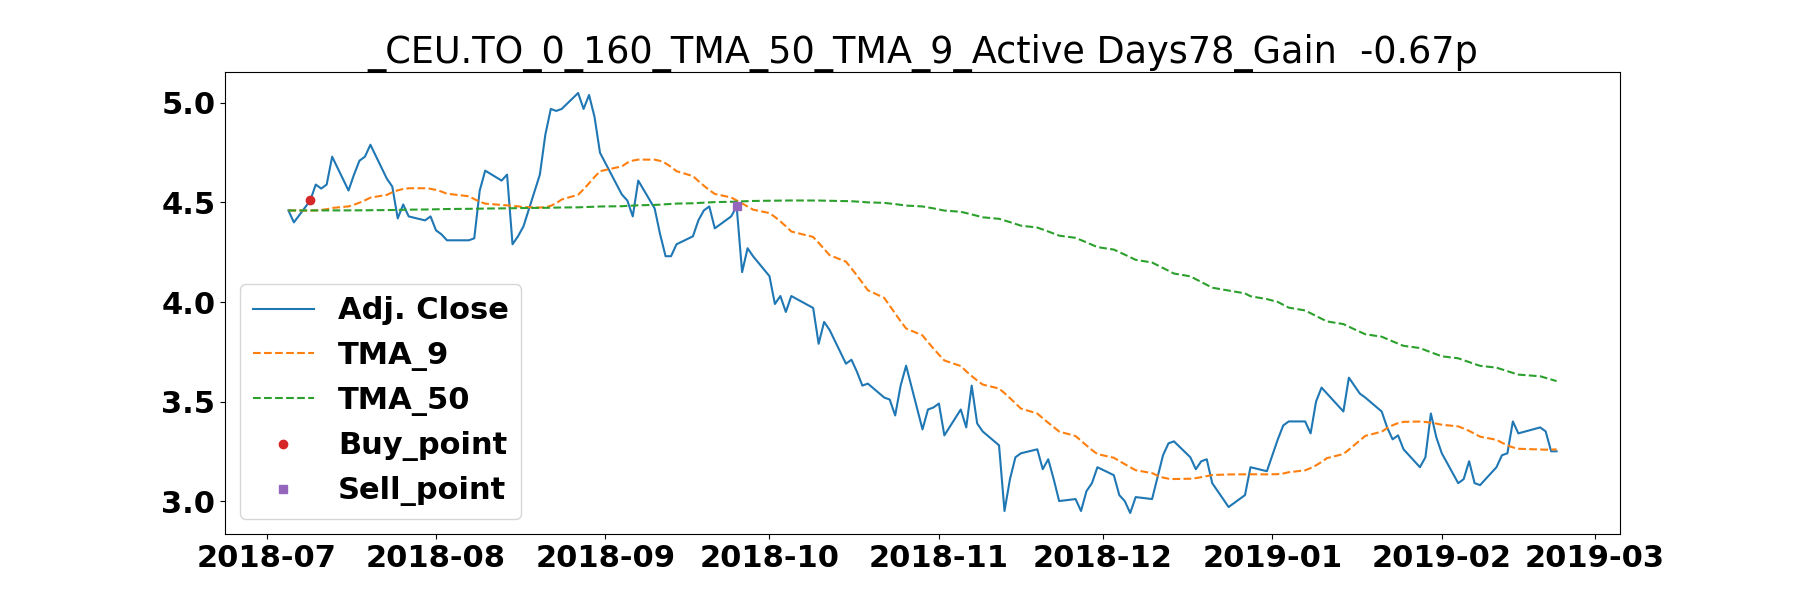 _CEU.TO_0_160_TMA_50_TMA_9_Active Days78_Gain  -0.67p
5.0
4.5
4.0
3.5
3.0
Adj. Close
TMA_9
TMA_50
Buy_point
Sell_point
2018-07 2018-08 2018-09 2018-10 2018-11 2018-12 2019-01 2019-02 2019-03